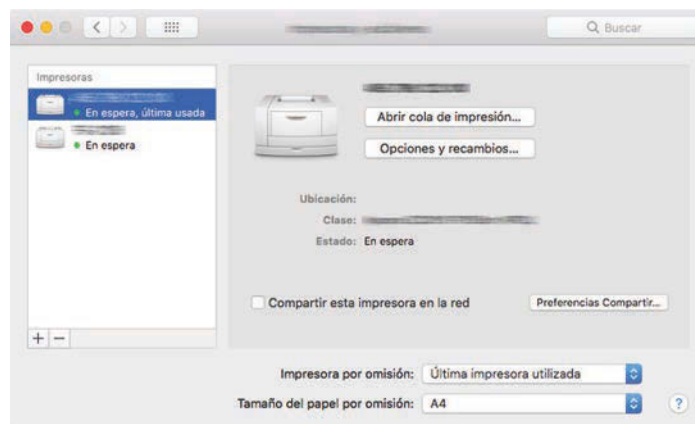 Buscar
Impresoras
En espera, última usada
En espera
Abrir cola de impresión...
Opciones y recambios...
Ubicación:
Clase:
Estado: En espera
Compartir esta impresora en la red
Preferencias Compartir...
+ −
Impresora por omisión: Última impresora utilizada
Tamaño del papel por omisión: A4
?